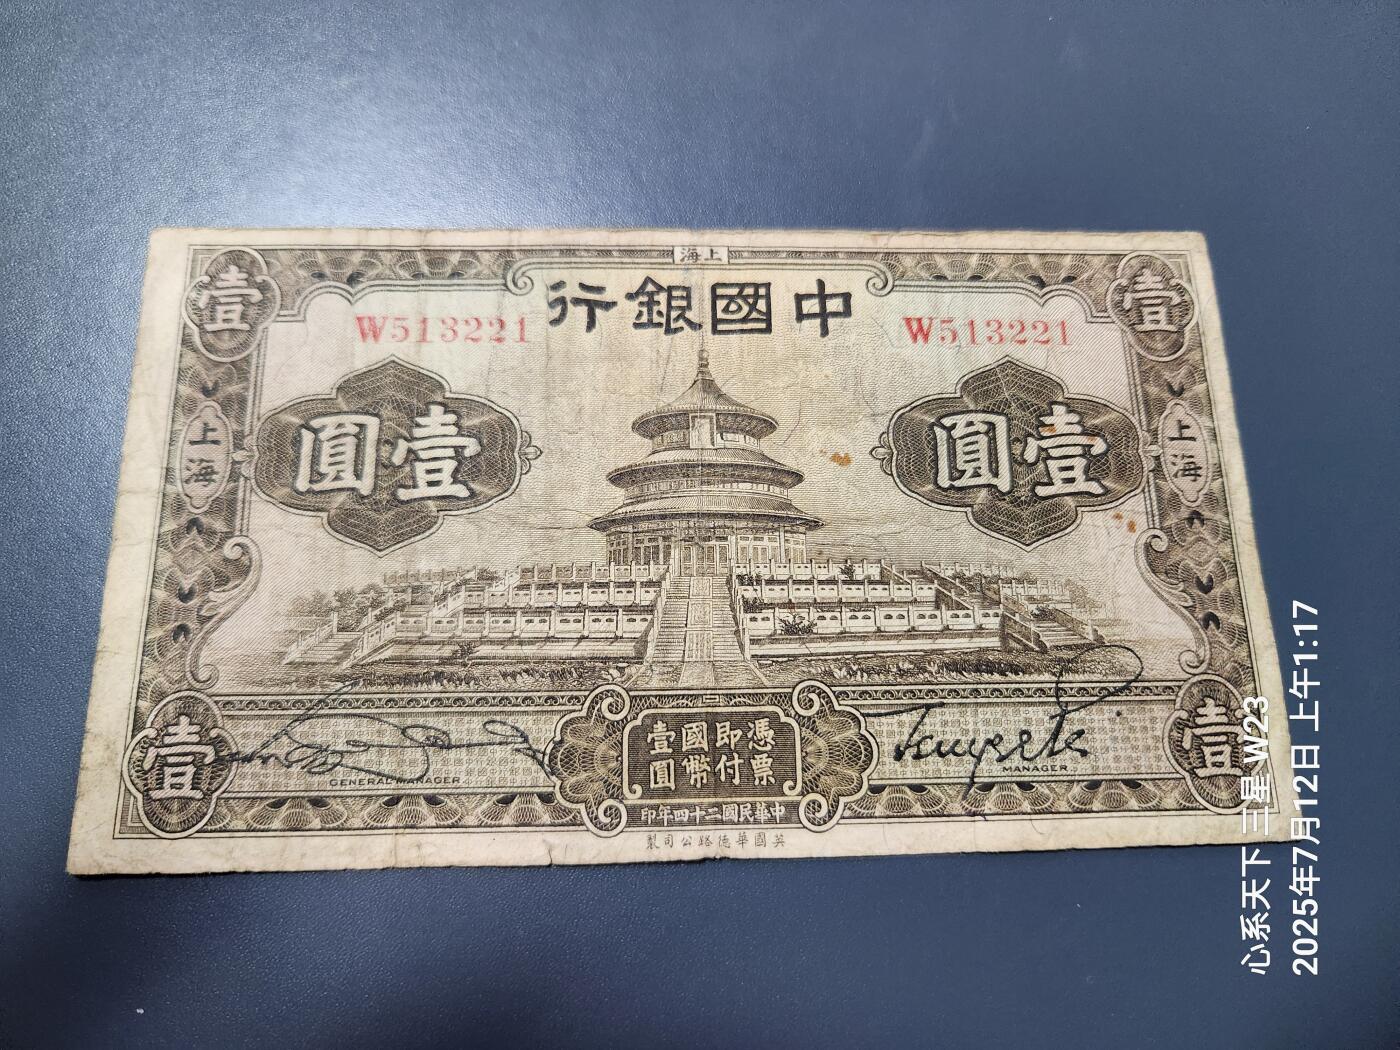 上海
中國銀行
壹
壹
W513221
W513221
壹圓
壹圓
上海
上海
憑票
即付
國幣
壹圓
GENERAL MANAGER
MANAGER
壹
壹
中華民國二十四年印
英國華德路公司製
心系天下 三星 W23
2025年7月12日 上午1:17